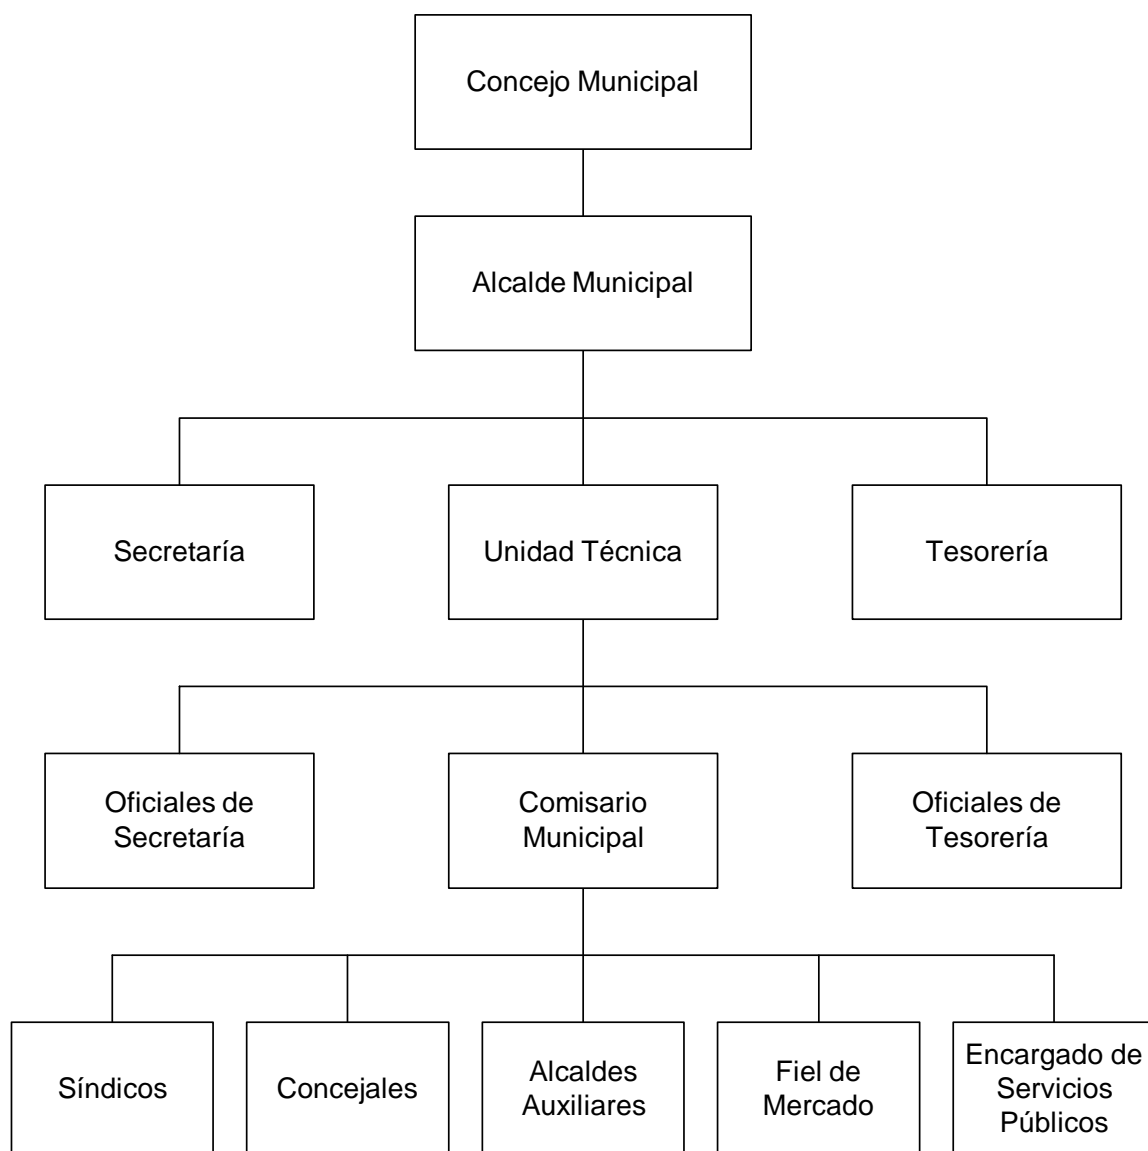 Concejo Municipal
Alcalde Municipal
Secretaría
Unidad Técnica
Tesorería
Oficiales de
Secretaría
Comisario
Municipal
Oficiales de
Tesorería
Síndicos
Concejales
Alcaldes
Auxiliares
Fiel de
Mercado
Encargado de
Servicios
Públicos